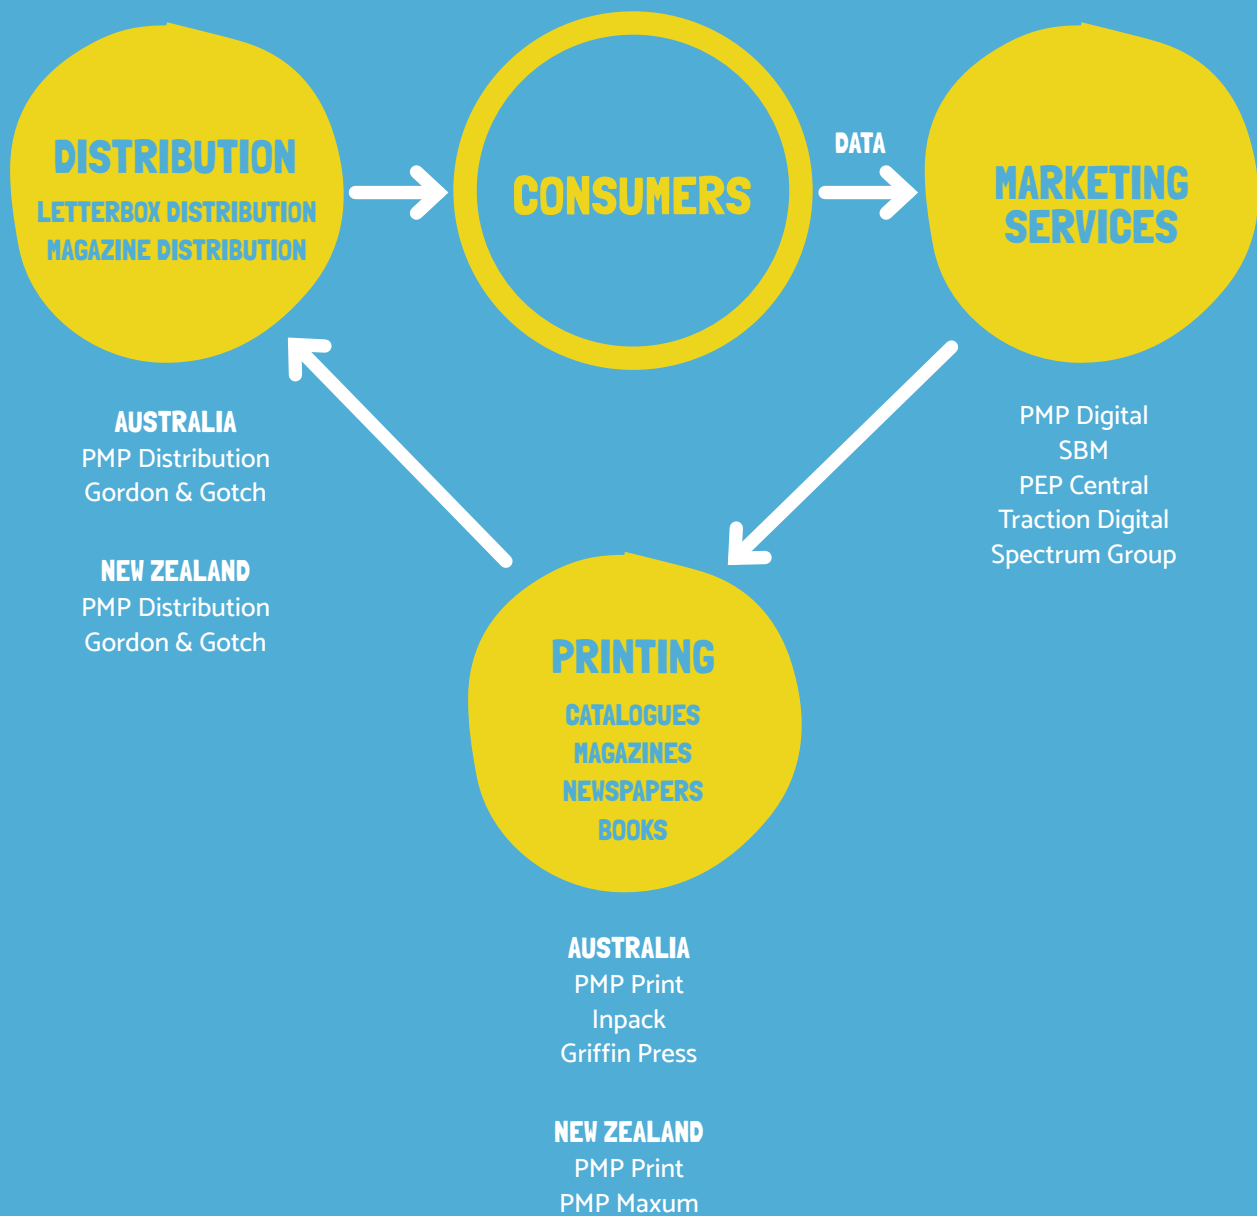 DISTRIBUTION
LETTERBOX DISTRIBUTION
MAGAZINE DISTRIBUTION
CONSUMERS
DATA
MARKETING
SERVICES
AUSTRALIA
PMP Distribution
Gordon & Gotch
NEW ZEALAND
PMP Distribution
Gordon & Gotch
PMP Digital
SBM
PEP Central
Traction Digital
Spectrum Group
PRINTING
CATALOGUES
MAGAZINES
NEWSPAPERS
BOOKS
AUSTRALIA
PMP Print
Inpack
Griffin Press
NEW ZEALAND
PMP Print
PMP Maxum